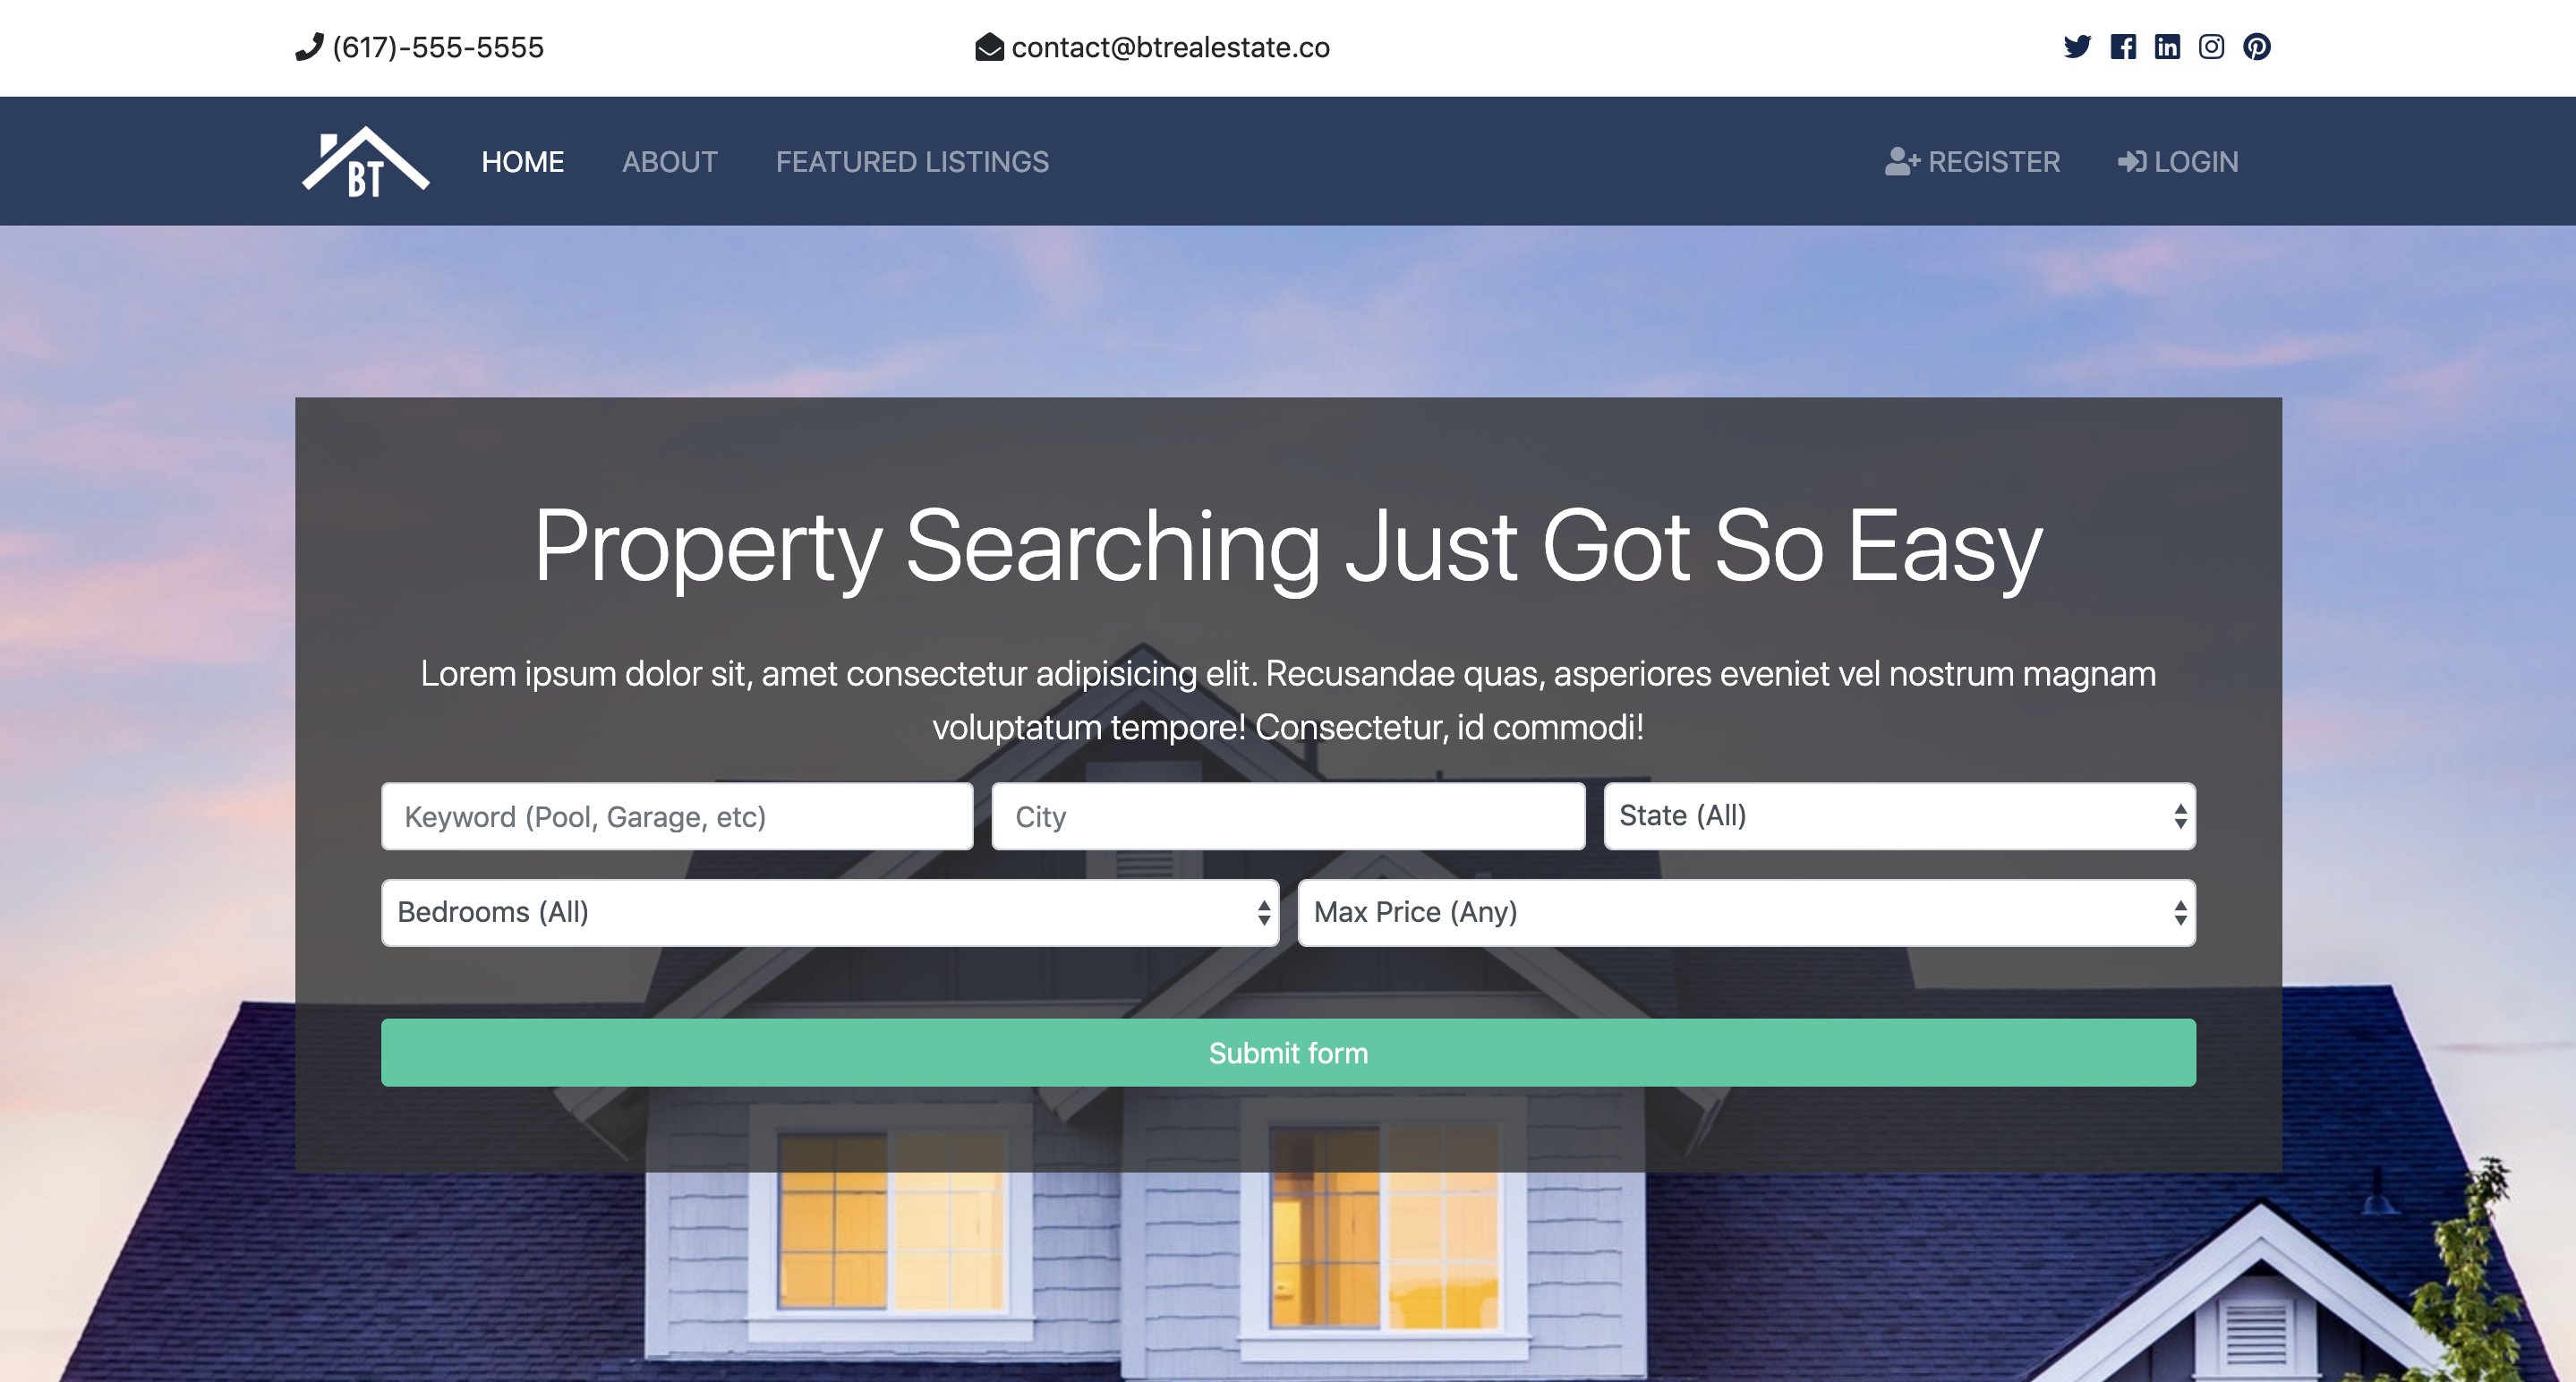 (617)-555-5555
contact@btrealestate.co
BT
HOME
ABOUT
FEATURED LISTINGS
REGISTER
LOGIN
Property Searching Just Got So Easy
Lorem ipsum dolor sit, amet consectetur adipisicing elit. Recusandae quas, asperiores eveniet vel nostrum magnam
voluptatum tempore! Consectetur, id commodi!
Keyword (Pool, Garage, etc)
City
State (All)
Bedrooms (All)
Max Price (Any)
Submit form